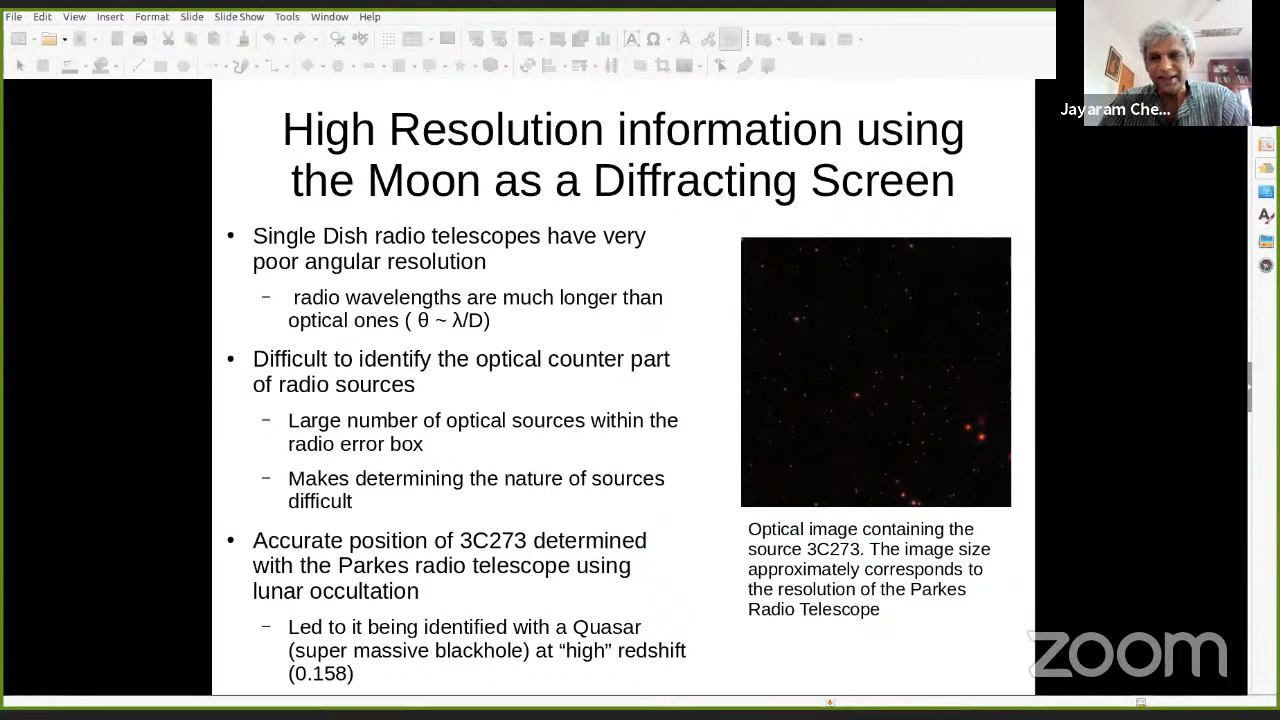 File Edit View Insert Format Slide Slide Show Tools Window Help
Jayaram Che...
High Resolution information using
the Moon as a Diffracting Screen
• Single Dish radio telescopes have very
poor angular resolution
– radio wavelengths are much longer than
optical ones ( θ ~ λ/D)
• Difficult to identify the optical counter part
of radio sources
– Large number of optical sources within the
radio error box
– Makes determining the nature of sources
difficult
• Accurate position of 3C273 determined
with the Parkes radio telescope using
lunar occultation
– Led to it being identified with a Quasar
(super massive blackhole) at “high” redshift
(0.158)
Optical image containing the
source 3C273. The image size
approximately corresponds to
the resolution of the Parkes
Radio Telescope
zoom